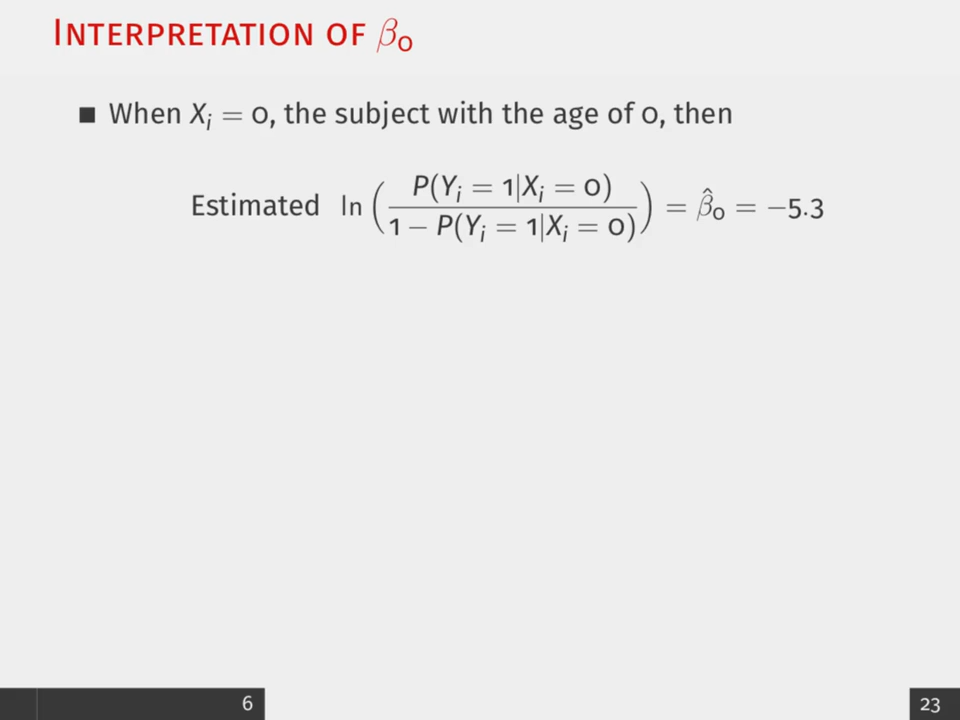 INTERPRETATION OF β₀
■ When Xᵢ = 0, the subject with the age of 0, then
Estimated ln ( P(Yᵢ = 1|Xᵢ = 0) / 1 − P(Yᵢ = 1|Xᵢ = 0) ) = β̂₀ = −5.3
6
23